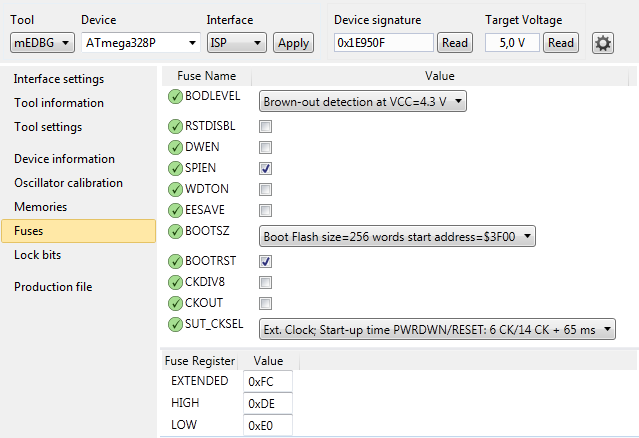 Tool Device Interface Device signature Target Voltage
mEDBG ATmega328P ISP Apply 0x1E950F Read 5,0 V Read
Interface settings
Tool information
Tool settings
Device information
Oscillator calibration
Memories
Fuses
Lock bits
Production file
Fuse Name Value
BODLEVEL Brown-out detection at VCC=4.3 V
RSTDISBL
DWEN
SPIEN
WDTON
EESAVE
BOOTSZ Boot Flash size=256 words start address=$3F00
BOOTRST
CKDIV8
CKOUT
SUT_CKSEL Ext. Clock; Start-up time PWRDWN/RESET: 6 CK/14 CK + 65 ms
Fuse Register Value
EXTENDED 0xFC
HIGH 0xDE
LOW 0xE0